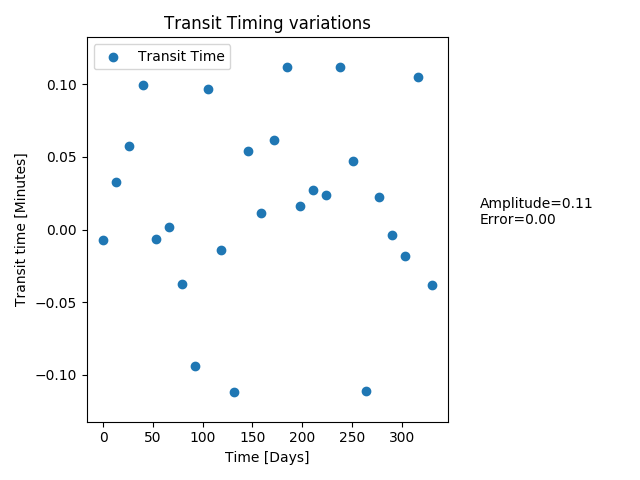 Transit Timing variations
Transit Time
0.10
0.05
0.00
−0.05
−0.10
Transit time [Minutes]
0 50 100 150 200 250 300
Time [Days]
Amplitude=0.11
Error=0.00